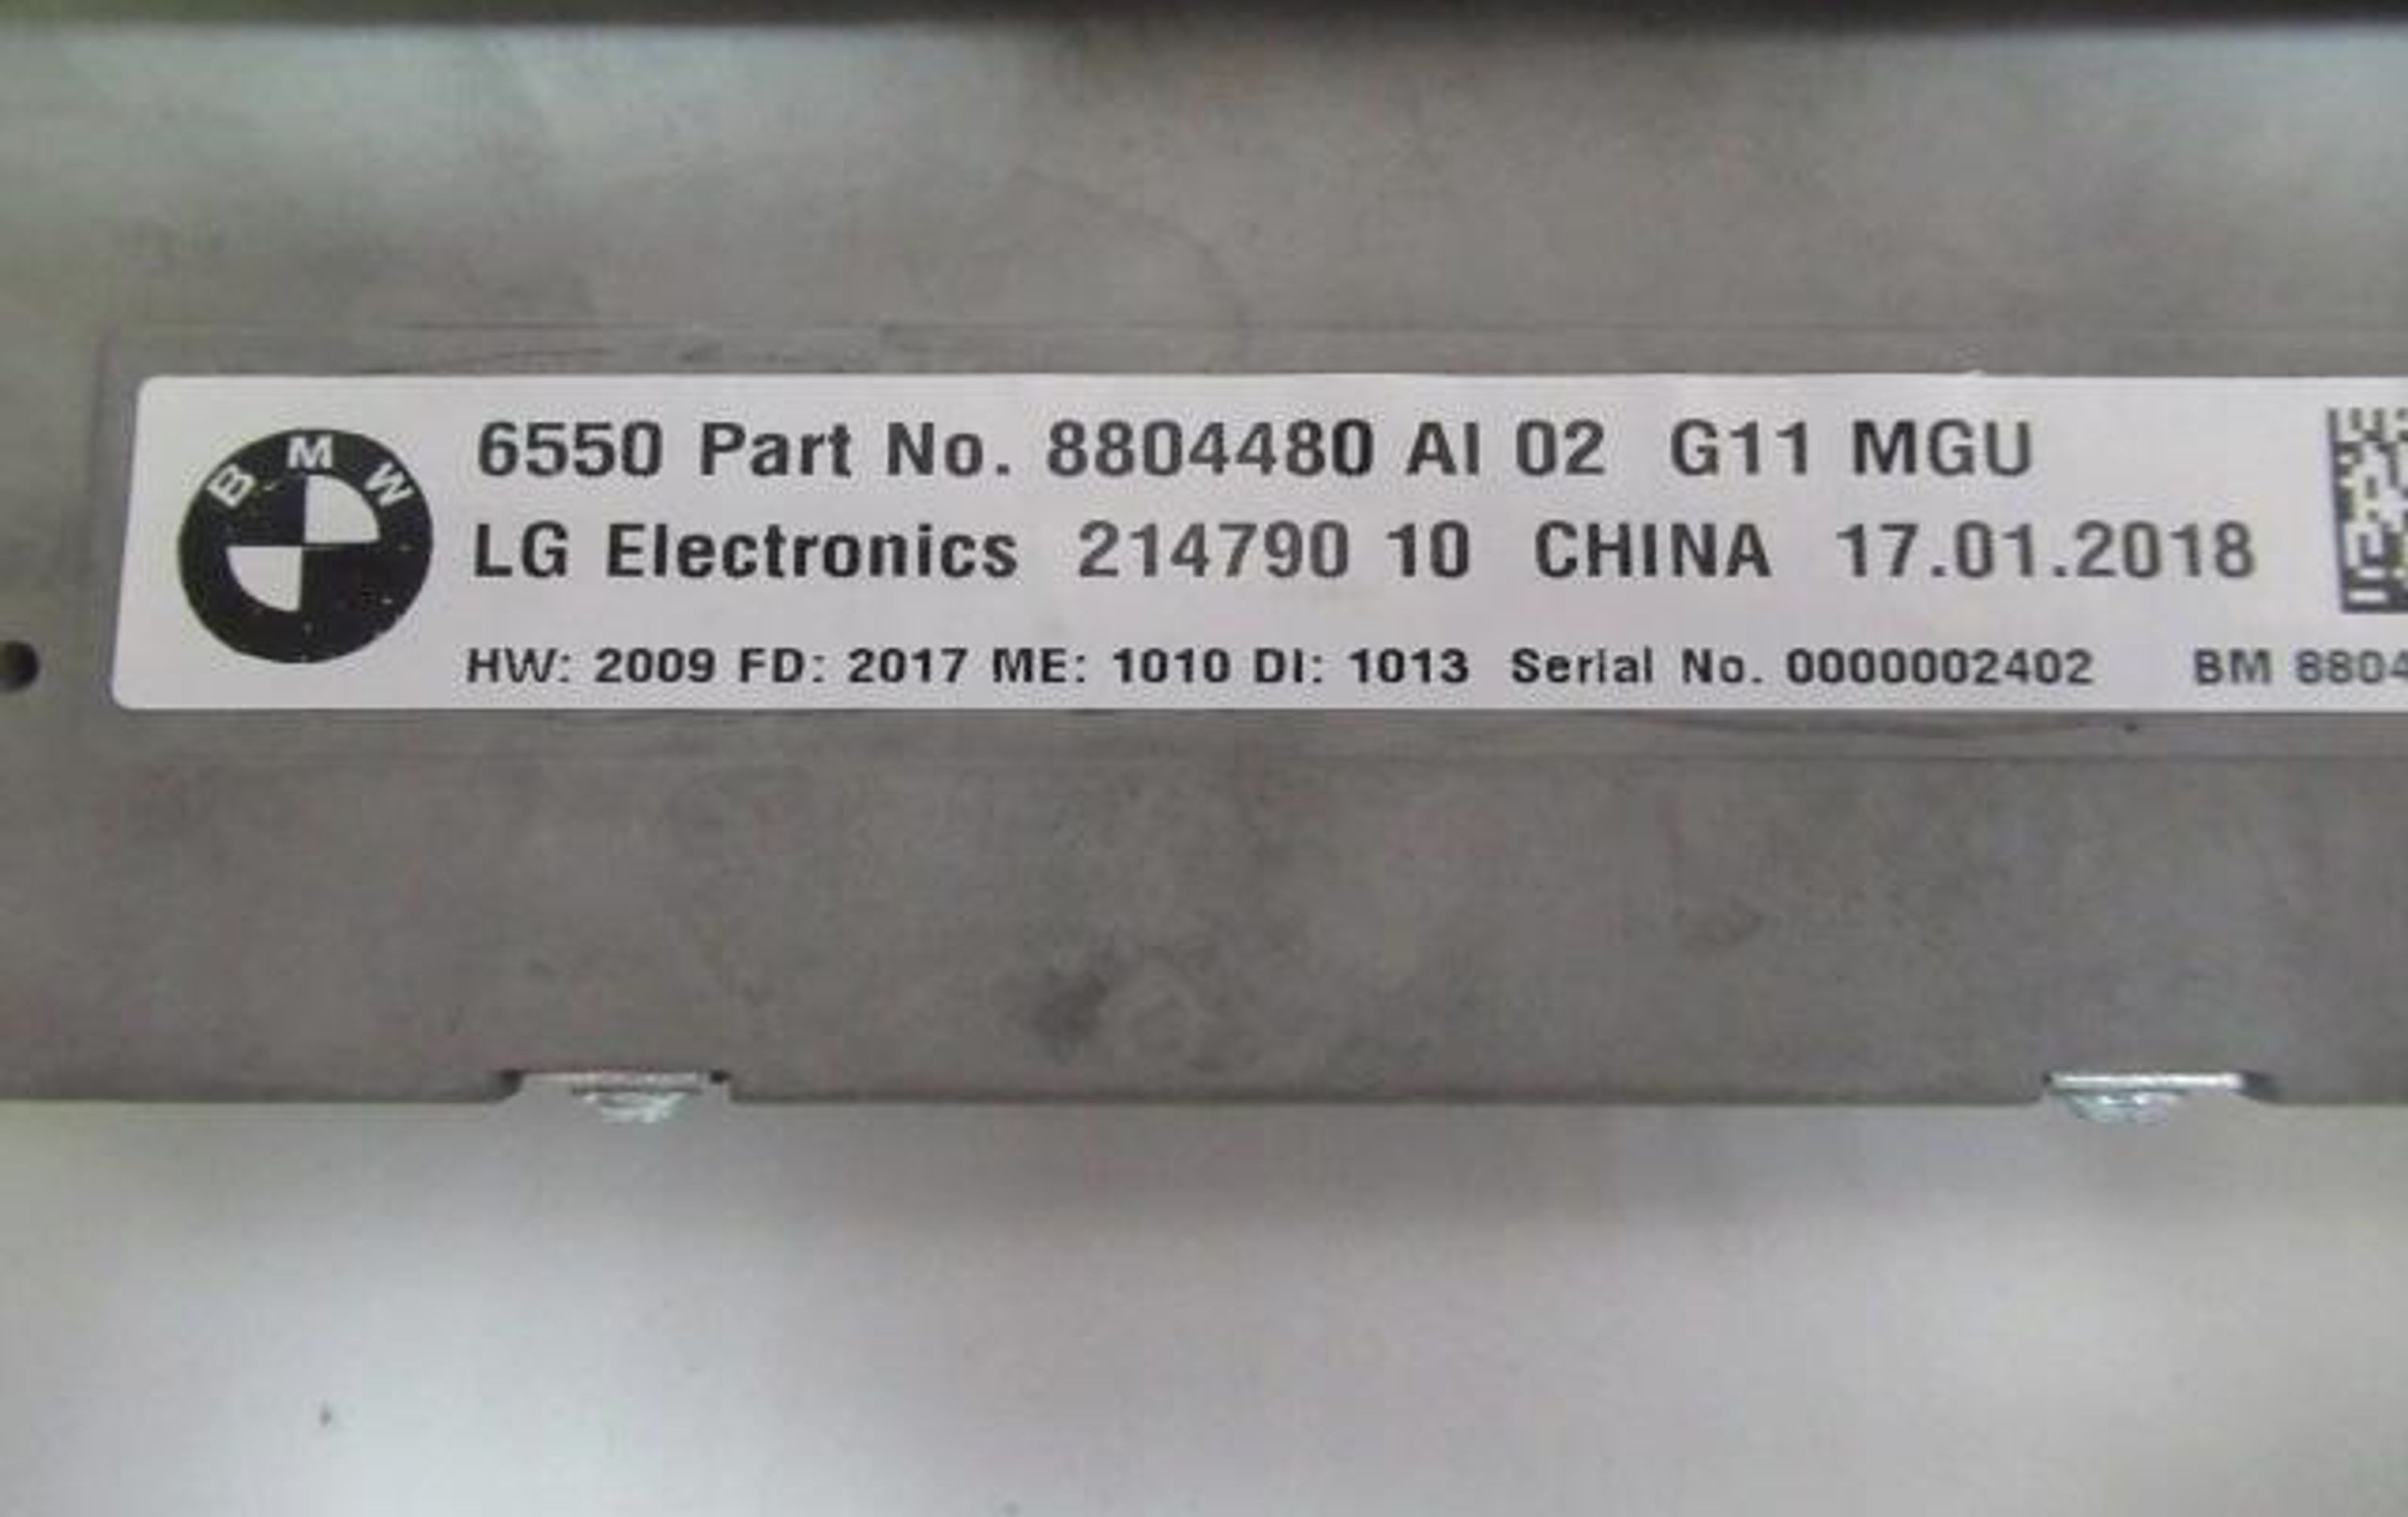 BMW
6550 Part No. 8804480 AI 02 G11 MGU
LG Electronics 214790 10 CHINA 17.01.2018
HW: 2009 FD: 2017 ME: 1010 DI: 1013 Serial No. 0000002402 BM 8804